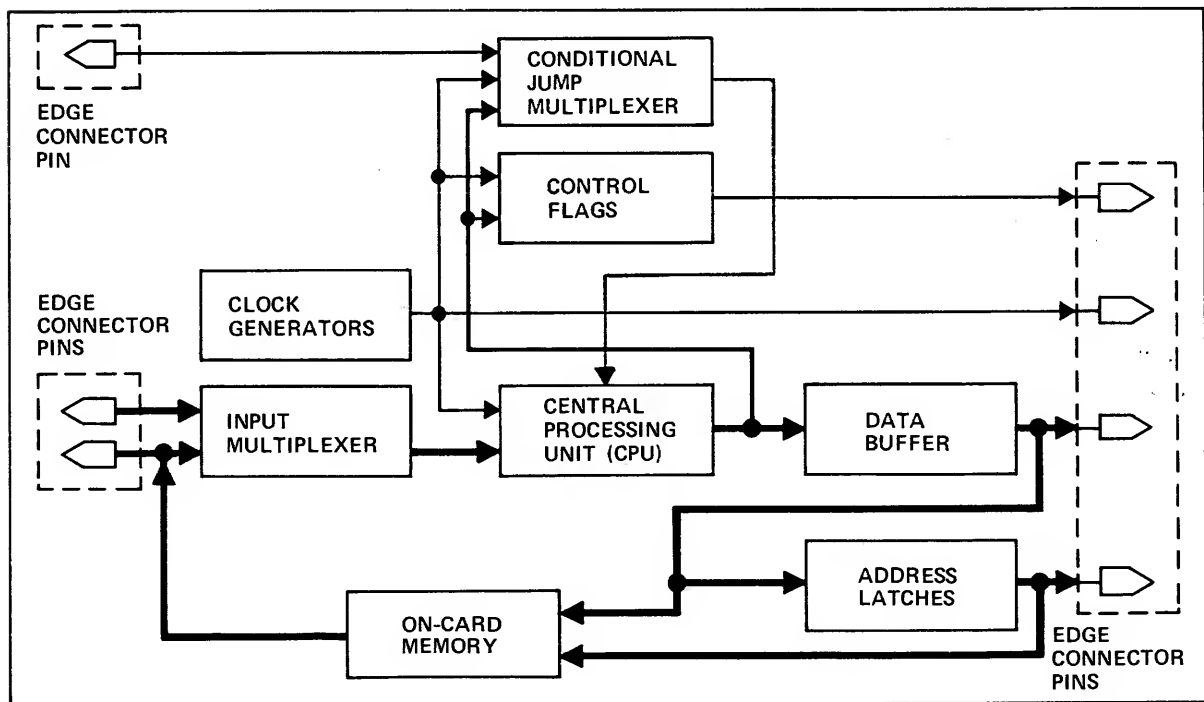 EDGE
CONNECTOR
PIN
CONDITIONAL
JUMP
MULTIPLEXER
CONTROL
FLAGS
CLOCK
GENERATORS
EDGE
CONNECTOR
PINS
INPUT
MULTIPLEXER
CENTRAL
PROCESSING
UNIT (CPU)
DATA
BUFFER
ON-CARD
MEMORY
ADDRESS
LATCHES
EDGE
CONNECTOR
PINS